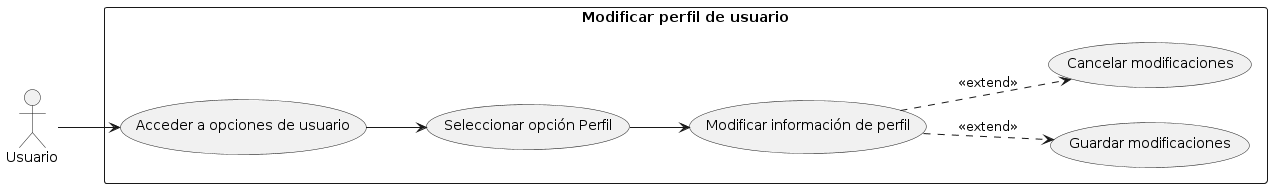 Modificar perfil de usuario
Usuario
Acceder a opciones de usuario
Seleccionar opción Perfil
Modificar información de perfil
«extend»
Cancelar modificaciones
«extend»
Guardar modificaciones